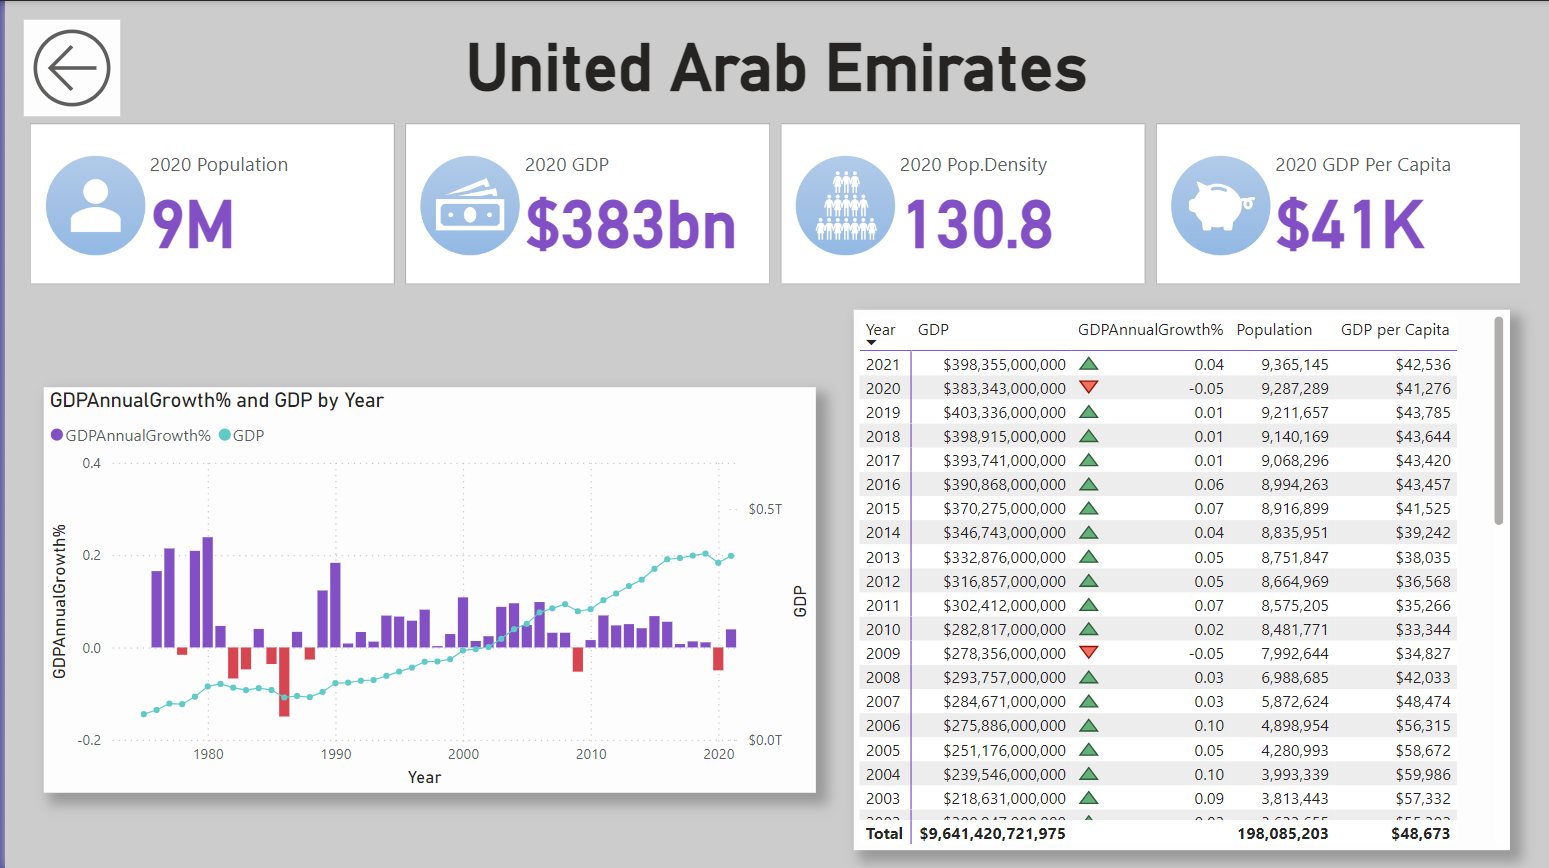 United Arab Emirates
2020 Population
9M
2020 GDP
$383bn
2020 Pop.Density
130.8
2020 GDP Per Capita
$41K
GDPAnnualGrowth% and GDP by Year
GDPAnnualGrowth% GDP
0.4
0.2
0.0
-0.2
GDPAnnualGrowth%
$0.5T
$0.0T
GDP
1980 1990 2000 2010 2020
Year
Year GDP GDPAnnualGrowth% Population GDP per Capita
2021 $398,355,000,000 0.04 9,365,145 $42,536
2020 $383,343,000,000 -0.05 9,287,289 $41,276
2019 $403,336,000,000 0.01 9,211,657 $43,785
2018 $398,915,000,000 0.01 9,140,169 $43,644
2017 $393,741,000,000 0.01 9,068,296 $43,420
2016 $390,868,000,000 0.06 8,994,263 $43,457
2015 $370,275,000,000 0.07 8,916,899 $41,525
2014 $346,743,000,000 0.04 8,835,951 $39,242
2013 $332,876,000,000 0.05 8,751,847 $38,035
2012 $316,857,000,000 0.05 8,664,969 $36,568
2011 $302,412,000,000 0.07 8,575,205 $35,266
2010 $282,817,000,000 0.02 8,481,771 $33,344
2009 $278,356,000,000 -0.05 7,992,644 $34,827
2008 $293,757,000,000 0.03 6,988,685 $42,033
2007 $284,671,000,000 0.03 5,872,624 $48,474
2006 $275,886,000,000 0.10 4,898,954 $56,315
2005 $251,176,000,000 0.05 4,280,993 $58,672
2004 $239,546,000,000 0.10 3,993,339 $59,986
2003 $218,631,000,000 0.09 3,813,443 $57,332
Total $9,641,420,721,975 198,085,203 $48,673